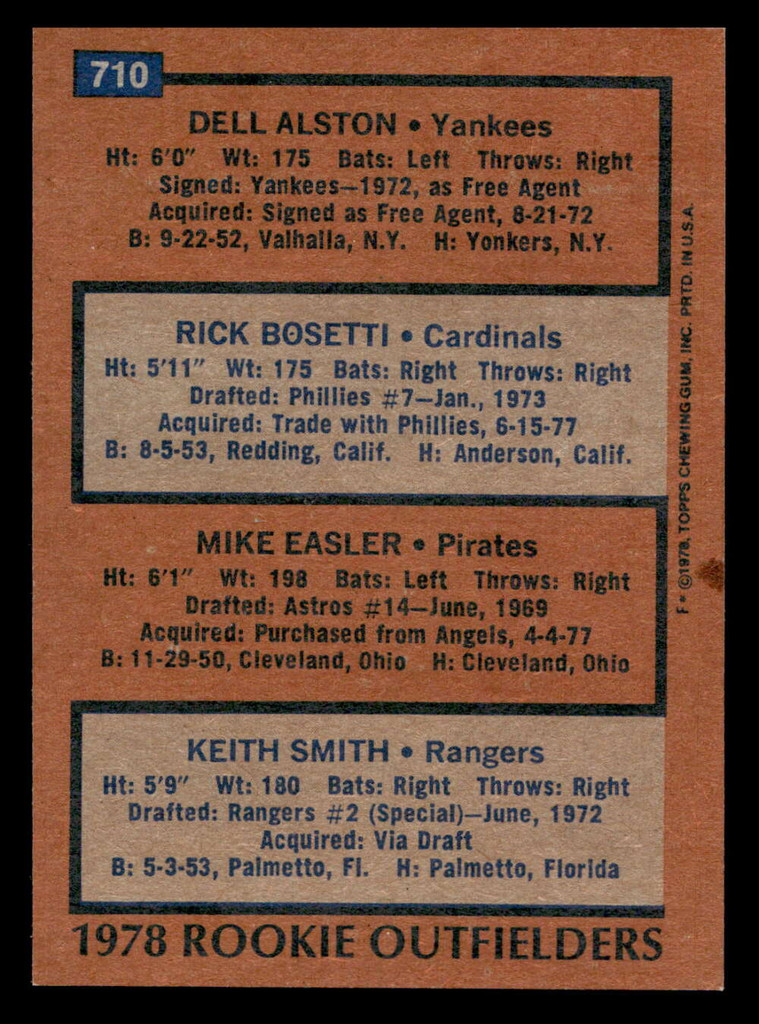 710
DELL ALSTON • Yankees
Ht: 6'0" Wt: 175 Bats: Left Throws: Right
Signed: Yankees—1972, as Free Agent
Acquired: Signed as Free Agent, 8-21-72
B: 9-22-52, Valhalla, N.Y. H: Yonkers, N.Y.
RICK BOSETTI • Cardinals
Ht: 5'11" Wt: 175 Bats: Right Throws: Right
Drafted: Phillies #7—Jan., 1973
Acquired: Trade with Phillies, 6-15-77
B: 8-5-53, Redding, Calif. H: Anderson, Calif.
MIKE EASLER • Pirates
Ht: 6'1" Wt: 198 Bats: Left Throws: Right
Drafted: Astros #14—June, 1969
Acquired: Purchased from Angels, 4-4-77
B: 11-29-50, Cleveland, Ohio H: Cleveland, Ohio
KEITH SMITH • Rangers
Ht: 5'9" Wt: 180 Bats: Right Throws: Right
Drafted: Rangers #2 (Special)—June, 1972
Acquired: Via Draft
B: 5-3-53, Palmetto, Fl. H: Palmetto, Florida
1978 ROOKIE OUTFIELDERS
F* ©1978, TOPPS CHEWING GUM, INC. PRTD. IN U.S.A.